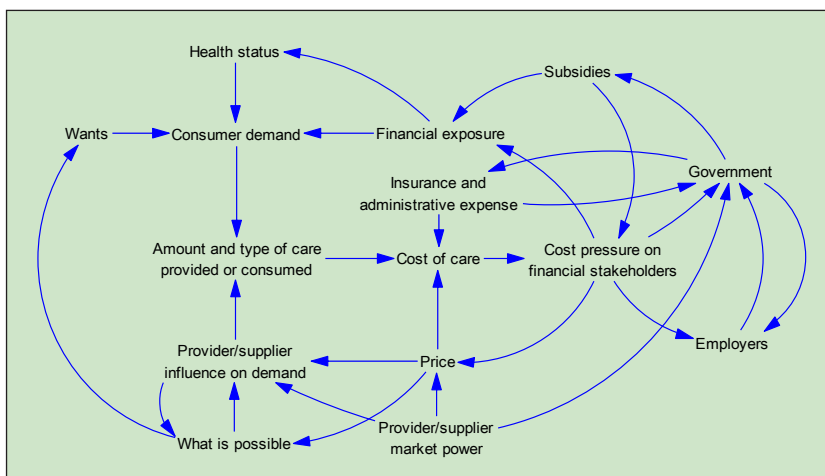 Health status
Subsidies
Wants
Consumer demand
Financial exposure
Government
Insurance and
administrative expense
Amount and type of care
provided or consumed
Cost of care
Cost pressure on
financial stakeholders
Employers
Provider/supplier
influence on demand
Price
What is possible
Provider/supplier
market power